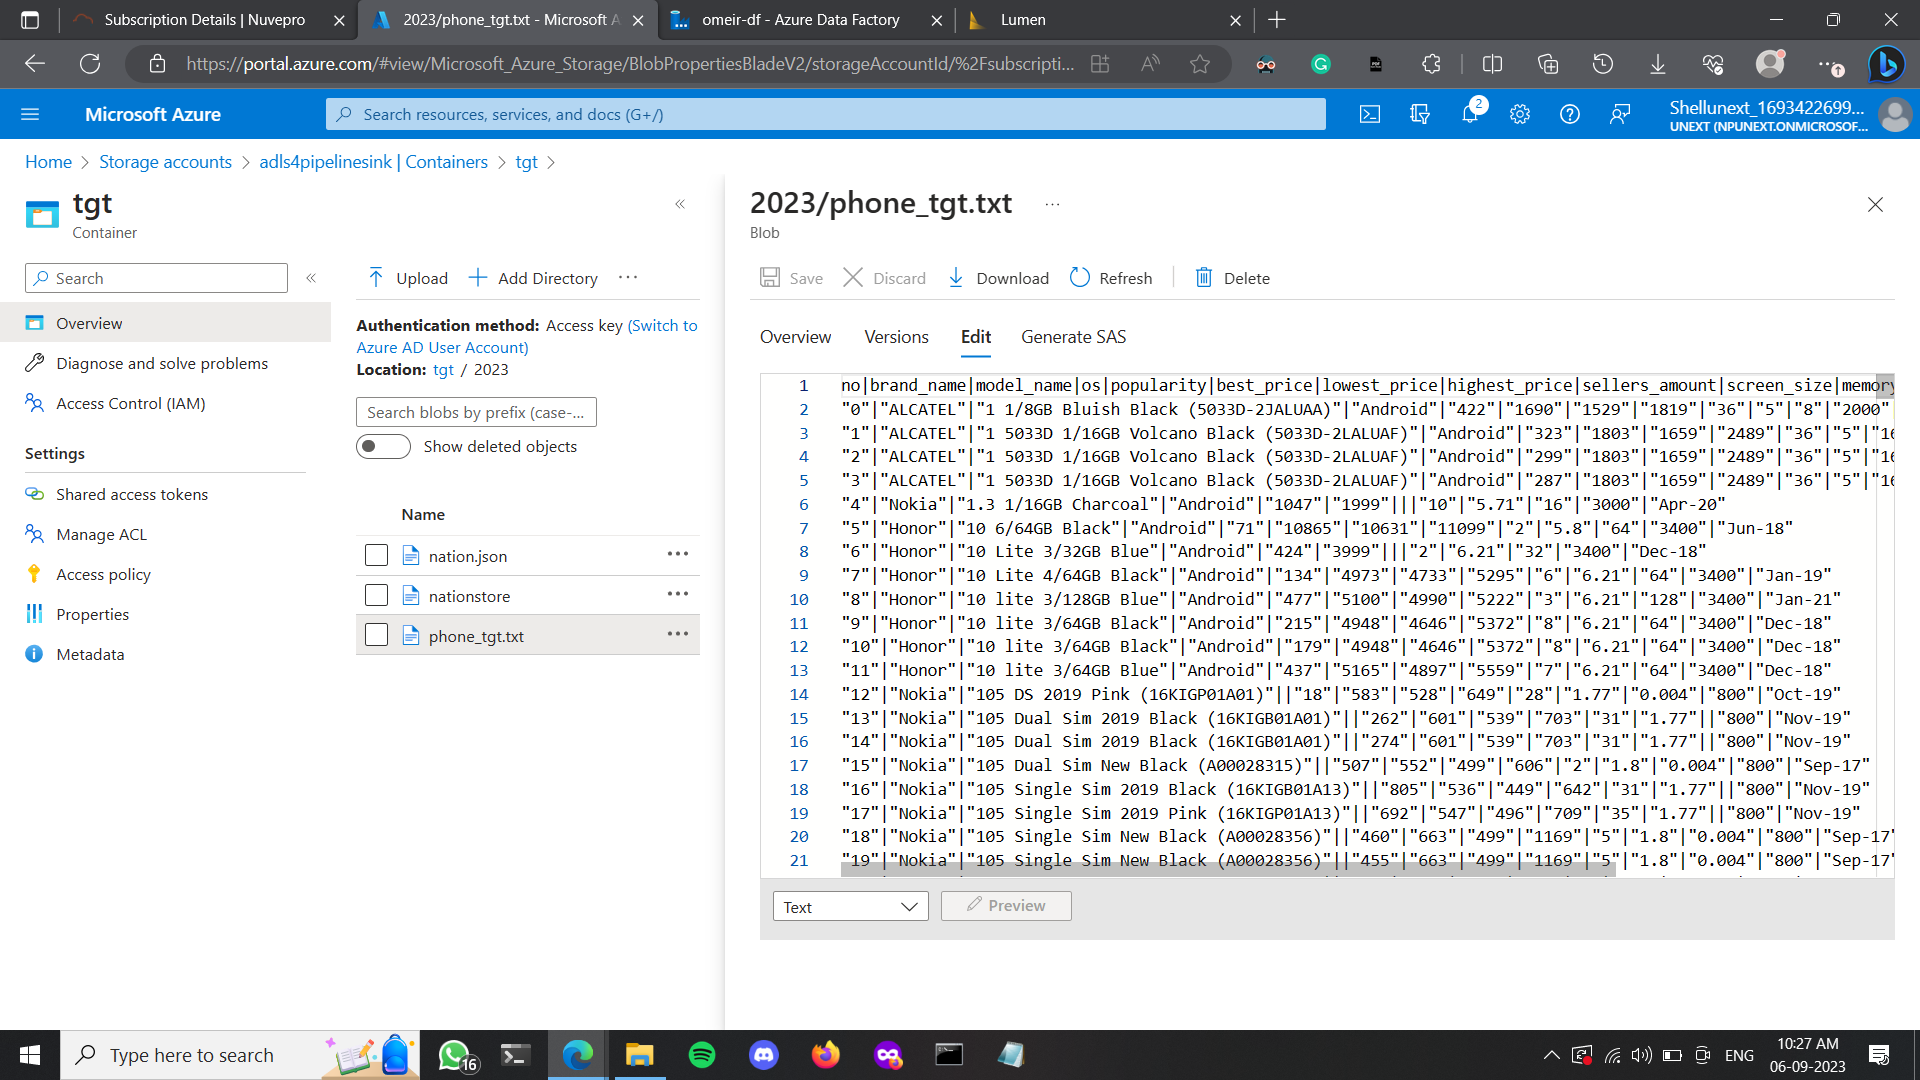 Subscription Details | Nuvepro
2023/phone_tgt.txt - Microsoft A
omeir-df - Azure Data Factory
Lumen
https://portal.azure.com/#view/Microsoft_Azure_Storage/BlobPropertiesBladeV2/storageAccountId/%2Fsubscripti...
Microsoft Azure
Search resources, services, and docs (G+/)
2
Shellunext_1693422699...
UNEXT (NPUNEXT.ONMICROSOF...
Home > Storage accounts > adls4pipelinesink | Containers > tgt >
tgt
Container
Search
Overview
Diagnose and solve problems
Access Control (IAM)
Settings
Shared access tokens
Manage ACL
Access policy
Properties
Metadata
Upload
Add Directory
...
Authentication method: Access key (Switch to
Azure AD User Account)
Location: tgt / 2023
Search blobs by prefix (case-...
Show deleted objects
Name
nation.json
nationstore
phone_tgt.txt
2023/phone_tgt.txt ...
Blob
Save
Discard
Download
Refresh
Delete
Overview
Versions
Edit
Generate SAS
1 no|brand_name|model_name|os|popularity|best_price|lowest_price|highest_price|sellers_amount|screen_size|memory
2 "0"|"ALCATEL"|"1 1/8GB Bluish Black (5033D-2JALUAA)"|"Android"|"422"|"1690"|"1529"|"1819"|"36"|"5"|"8"|"2000"
3 "1"|"ALCATEL"|"1 5033D 1/16GB Volcano Black (5033D-2LALUAF)"|"Android"|"323"|"1803"|"1659"|"2489"|"36"|"5"|"16
4 "2"|"ALCATEL"|"1 5033D 1/16GB Volcano Black (5033D-2LALUAF)"|"Android"|"299"|"1803"|"1659"|"2489"|"36"|"5"|"16
5 "3"|"ALCATEL"|"1 5033D 1/16GB Volcano Black (5033D-2LALUAF)"|"Android"|"287"|"1803"|"1659"|"2489"|"36"|"5"|"16
6 "4"|"Nokia"|"1.3 1/16GB Charcoal"|"Android"|"1047"|"1999"|||"10"|"5.71"|"16"|"3000"|"Apr-20"
7 "5"|"Honor"|"10 6/64GB Black"|"Android"|"71"|"10865"|"10631"|"11099"|"2"|"5.8"|"64"|"3400"|"Jun-18"
8 "6"|"Honor"|"10 Lite 3/32GB Blue"|"Android"|"424"|"3999"|||"2"|"6.21"|"32"|"3400"|"Dec-18"
9 "7"|"Honor"|"10 Lite 4/64GB Black"|"Android"|"134"|"4973"|"4733"|"5295"|"6"|"6.21"|"64"|"3400"|"Jan-19"
10 "8"|"Honor"|"10 lite 3/128GB Blue"|"Android"|"477"|"5100"|"4990"|"5222"|"3"|"6.21"|"128"|"3400"|"Jan-21"
11 "9"|"Honor"|"10 lite 3/64GB Black"|"Android"|"215"|"4948"|"4646"|"5372"|"8"|"6.21"|"64"|"3400"|"Dec-18"
12 "10"|"Honor"|"10 lite 3/64GB Black"|"Android"|"179"|"4948"|"4646"|"5372"|"8"|"6.21"|"64"|"3400"|"Dec-18"
13 "11"|"Honor"|"10 lite 3/64GB Blue"|"Android"|"437"|"5165"|"4897"|"5559"|"7"|"6.21"|"64"|"3400"|"Dec-18"
14 "12"|"Nokia"|"105 DS 2019 Pink (16KIGP01A01)"||"18"|"583"|"528"|"649"|"28"|"1.77"|"0.004"|"800"|"Oct-19"
15 "13"|"Nokia"|"105 Dual Sim 2019 Black (16KIGB01A01)"||"262"|"601"|"539"|"703"|"31"|"1.77"||"800"|"Nov-19"
16 "14"|"Nokia"|"105 Dual Sim 2019 Black (16KIGB01A01)"||"274"|"601"|"539"|"703"|"31"|"1.77"||"800"|"Nov-19"
17 "15"|"Nokia"|"105 Dual Sim New Black (A00028315)"||"507"|"552"|"499"|"606"|"2"|"1.8"|"0.004"|"800"|"Sep-17"
18 "16"|"Nokia"|"105 Single Sim 2019 Black (16KIGB01A13)"||"805"|"536"|"449"|"642"|"31"|"1.77"||"800"|"Nov-19"
19 "17"|"Nokia"|"105 Single Sim 2019 Pink (16KIGP01A13)"||"692"|"547"|"496"|"709"|"35"|"1.77"||"800"|"Nov-19"
20 "18"|"Nokia"|"105 Single Sim New Black (A00028356)"||"460"|"663"|"499"|"1169"|"5"|"1.8"|"0.004"|"800"|"Sep-17"
21 "19"|"Nokia"|"105 Single Sim New Black (A00028356)"||"455"|"663"|"499"|"1169"|"5"|"1.8"|"0.004"|"800"|"Sep-17"
Text
Preview
Type here to search
16
ENG
10:27 AM
06-09-2023